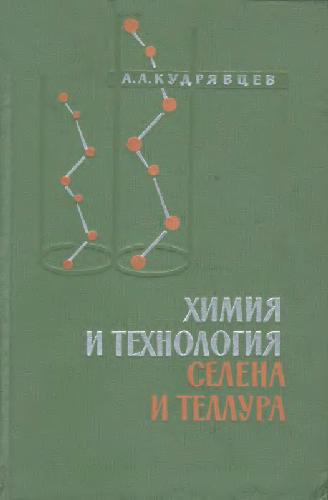 А.А.КУДРЯВЦЕВ
ХИМИЯ
И ТЕХНОЛОГИЯ
СЕЛЕНА
И ТЕЛЛУРА